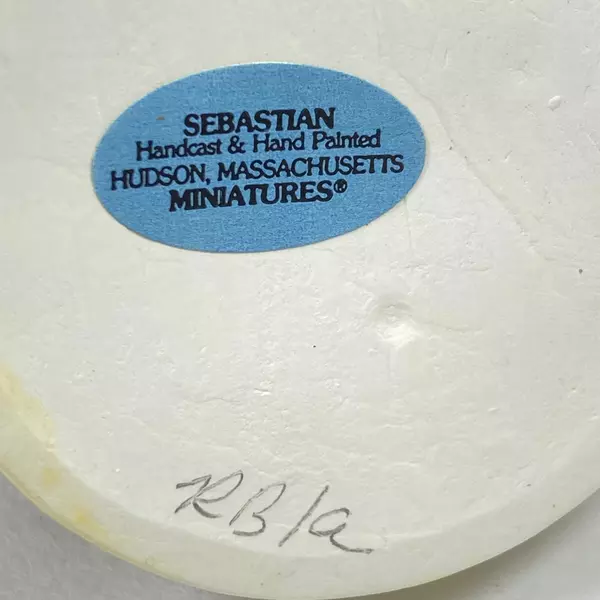 SEBASTIAN
Handcast & Hand Painted
HUDSON, MASSACHUSETTS
MINIATURES®
RB/a